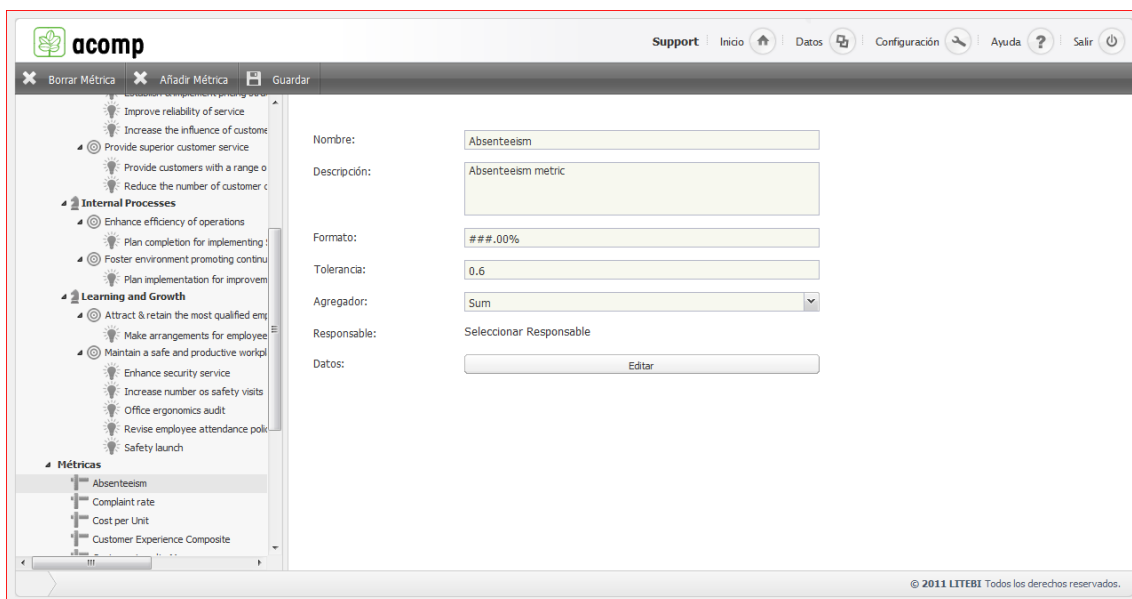 acomp
Support Inicio Datos Configuración Ayuda ? Salir
Borrar Métrica Añadir Métrica Guardar
Improve reliability of service
Increase the influence of custome
Provide superior customer service
Provide customers with a range o
Reduce the number of customer c
Internal Processes
Enhance efficiency of operations
Plan completion for implementing
Foster environment promoting continu
Plan implementation for improvem
Learning and Growth
Attract & retain the most qualified emp
Make arrangements for employee
Maintain a safe and productive workpl
Enhance security service
Increase number os safety visits
Office ergonomics audit
Revise employee attendance polic
Safety launch
Métricas
Absenteeism
Complaint rate
Cost per Unit
Customer Experience Composite
Nombre: Absenteeism
Descripción: Absenteeism metric
Formato: ###.00%
Tolerancia: 0.6
Agregador: Sum
Responsable: Seleccionar Responsable
Datos: Editar
© 2011 LITEBI Todos los derechos reservados.